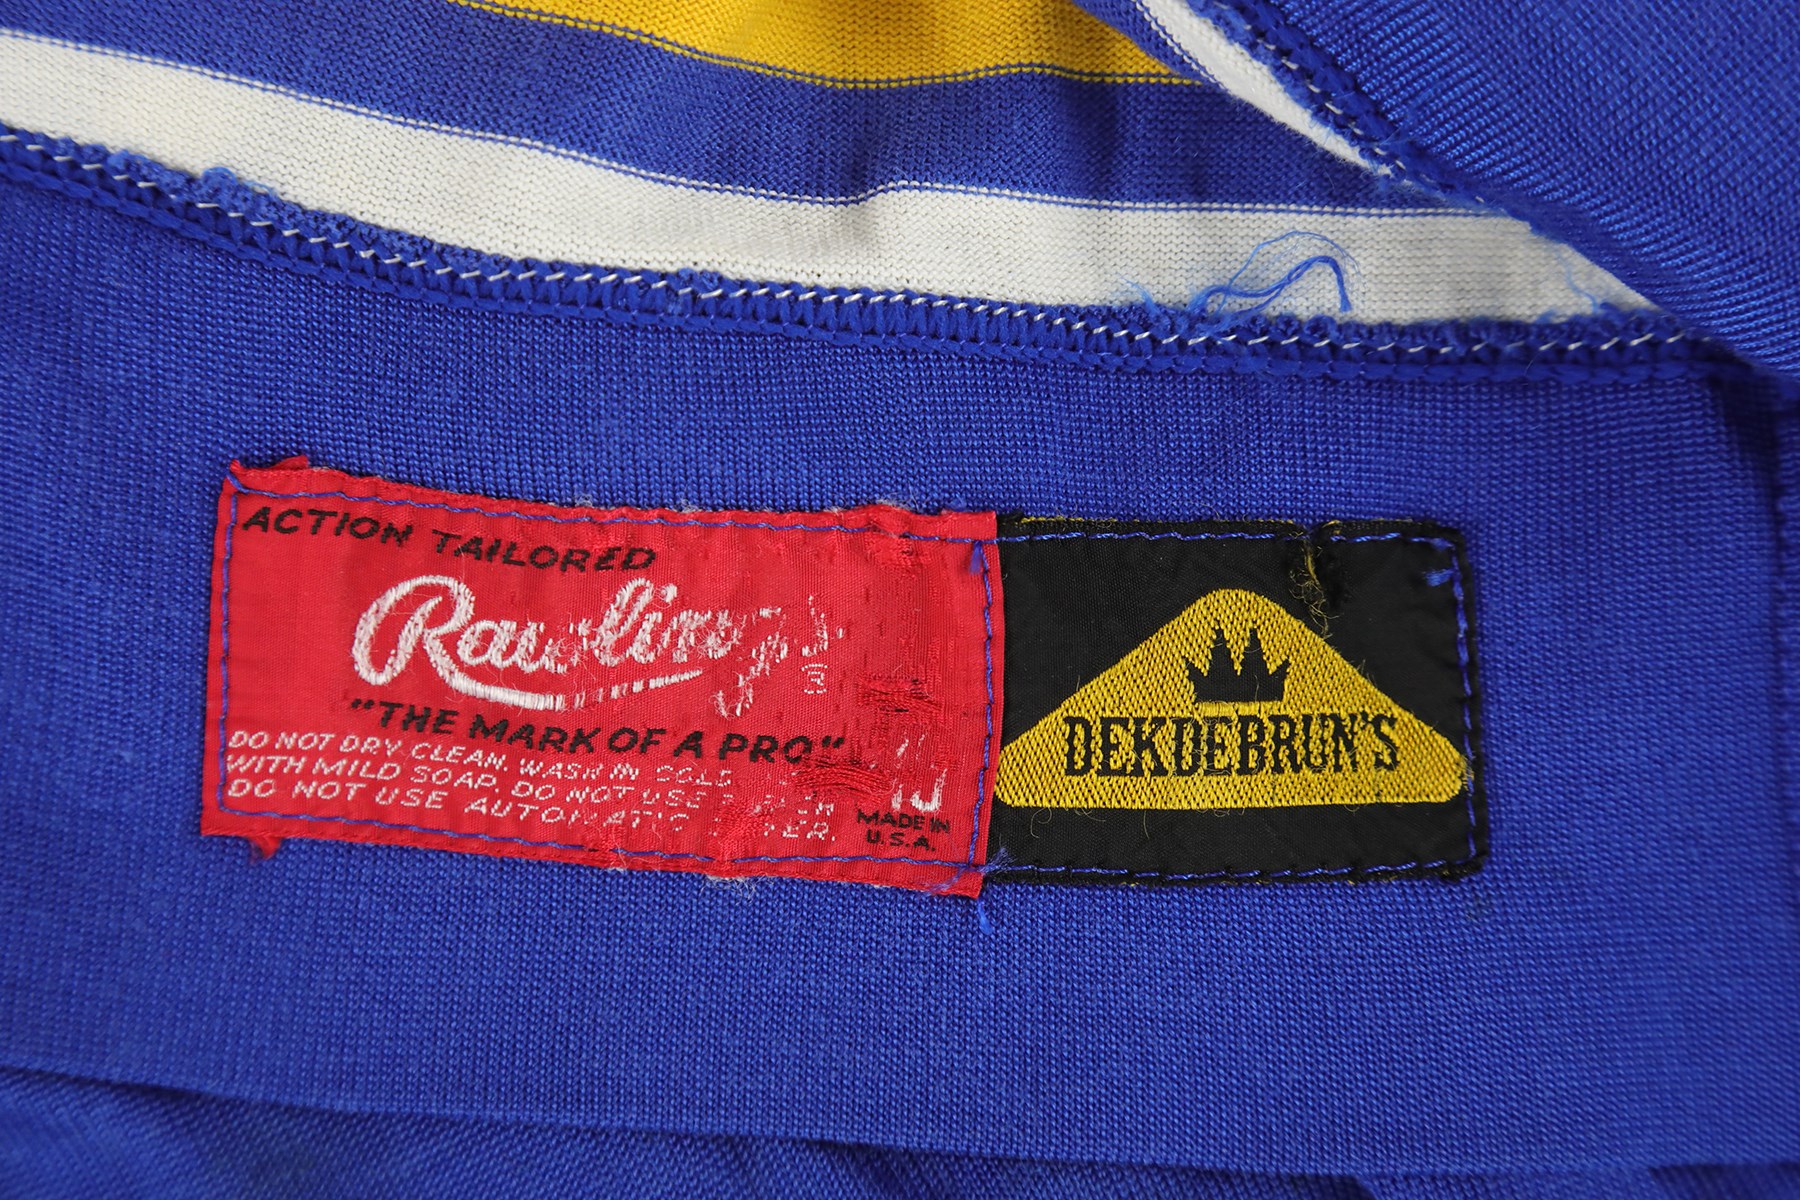 ACTION TAILORED
Rawlings
"THE MARK OF A PRO"
DO NOT DRY CLEAN. WASH IN COLD
WITH MILD SOAP. DO NOT USE
DO NOT USE AUTOMATIC
MADE IN
U.S.A.
DEKDEBRUN'S